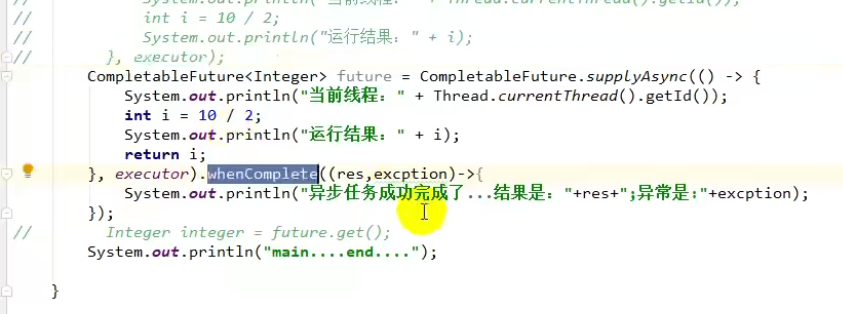 //            System.out.println("当前线程：" + Thread.currentThread().getId());
//            int i = 10 / 2;
//            System.out.println("运行结果：" + i);
//        }, executor);
CompletableFuture<Integer> future = CompletableFuture.supplyAsync(() -> {
    System.out.println("当前线程：" + Thread.currentThread().getId());
    int i = 10 / 2;
    System.out.println("运行结果：" + i);
    return i;
}, executor).whenComplete((res,excption)->{
    System.out.println("异步任务成功完成了...结果是："+res+";异常是:"+excption);
});
//        Integer integer = future.get();
System.out.println("main....end....");
}